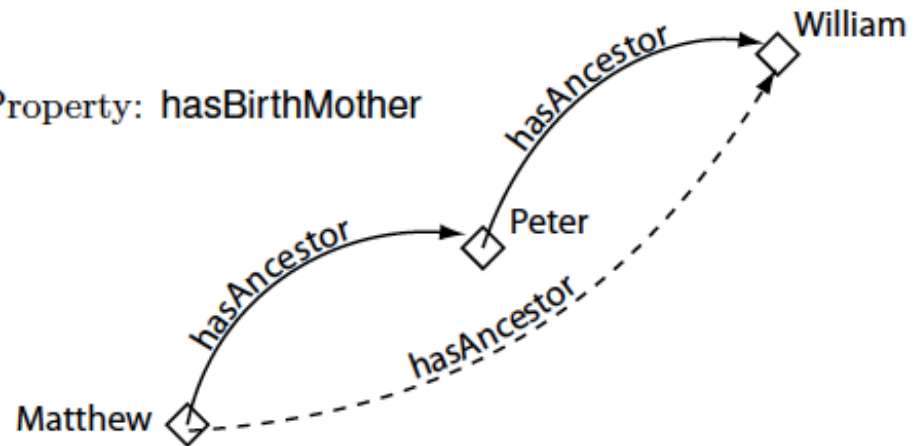 William
hasAncestor
Property: hasBirthMother
Peter
hasAncestor
hasAncestor
Matthew